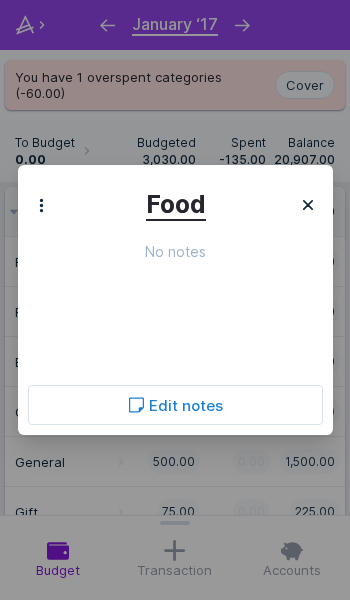 January ‘17
You have 1 overspent categories
(-60.00)
Cover
To Budget Budgeted Spent Balance
0.00 3,030.00 -135.00 20,907.00
Food
No notes
Edit notes
General 500.00 0.00 1,500.00
Gift 75.00 0.00 225.00
Budget Transaction Accounts